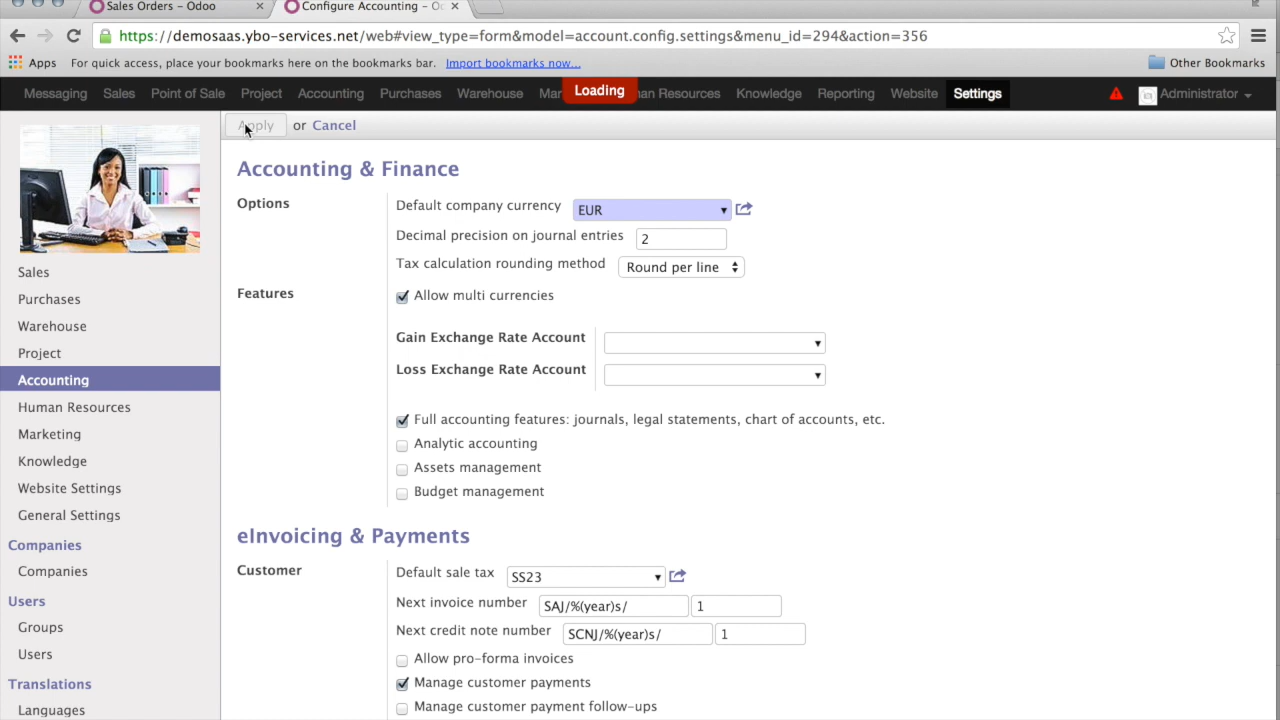 Sales Orders – Odoo
Configure Accounting – O
https://demosaas.ybo-services.net/web#view_type=form&model=account.config.settings&menu_id=294&action=356
Apps For quick access, place your bookmarks here on the bookmarks bar. Import bookmarks now... Other Bookmarks
Messaging Sales Point of Sale Project Accounting Purchases Warehouse Mar Loading an Resources Knowledge Reporting Website Settings Administrator
Apply or Cancel
Accounting & Finance
Options
Default company currency EUR
Decimal precision on journal entries 2
Tax calculation rounding method Round per line
Features
Allow multi currencies
Gain Exchange Rate Account
Loss Exchange Rate Account
Full accounting features: journals, legal statements, chart of accounts, etc.
Analytic accounting
Assets management
Budget management
eInvoicing & Payments
Customer
Default sale tax SS23
Next invoice number SAJ/%(year)s/ 1
Next credit note number SCNJ/%(year)s/ 1
Allow pro-forma invoices
Manage customer payments
Manage customer payment follow-ups
Sales
Purchases
Warehouse
Project
Accounting
Human Resources
Marketing
Knowledge
Website Settings
General Settings
Companies
Companies
Users
Groups
Users
Translations
Languages